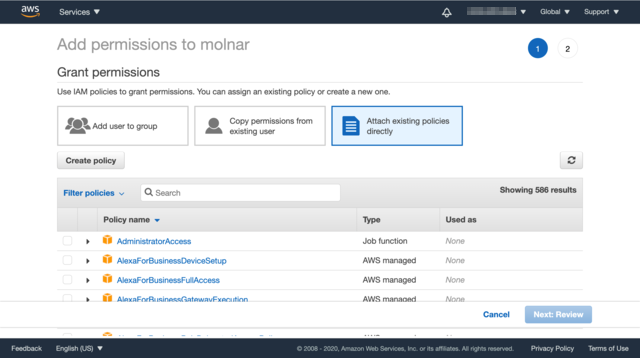 aws
Services
Global
Support
Add permissions to molnar
1
2
Grant permissions
Use IAM policies to grant permissions. You can assign an existing policy or create a new one.
Add user to group
Copy permissions from
existing user
Attach existing policies
directly
Create policy
Filter policies
Search
Showing 586 results
Policy name
Type
Used as
AdministratorAccess
Job function
None
AlexaForBusinessDeviceSetup
AWS managed
None
AlexaForBusinessFullAccess
AWS managed
None
AlexaForBusinessGatewayExecution
AWS managed
None
Cancel
Next: Review
Feedback
English (US)
© 2008 - 2020, Amazon Web Services, Inc. or its affiliates. All rights reserved.
Privacy Policy
Terms of Use